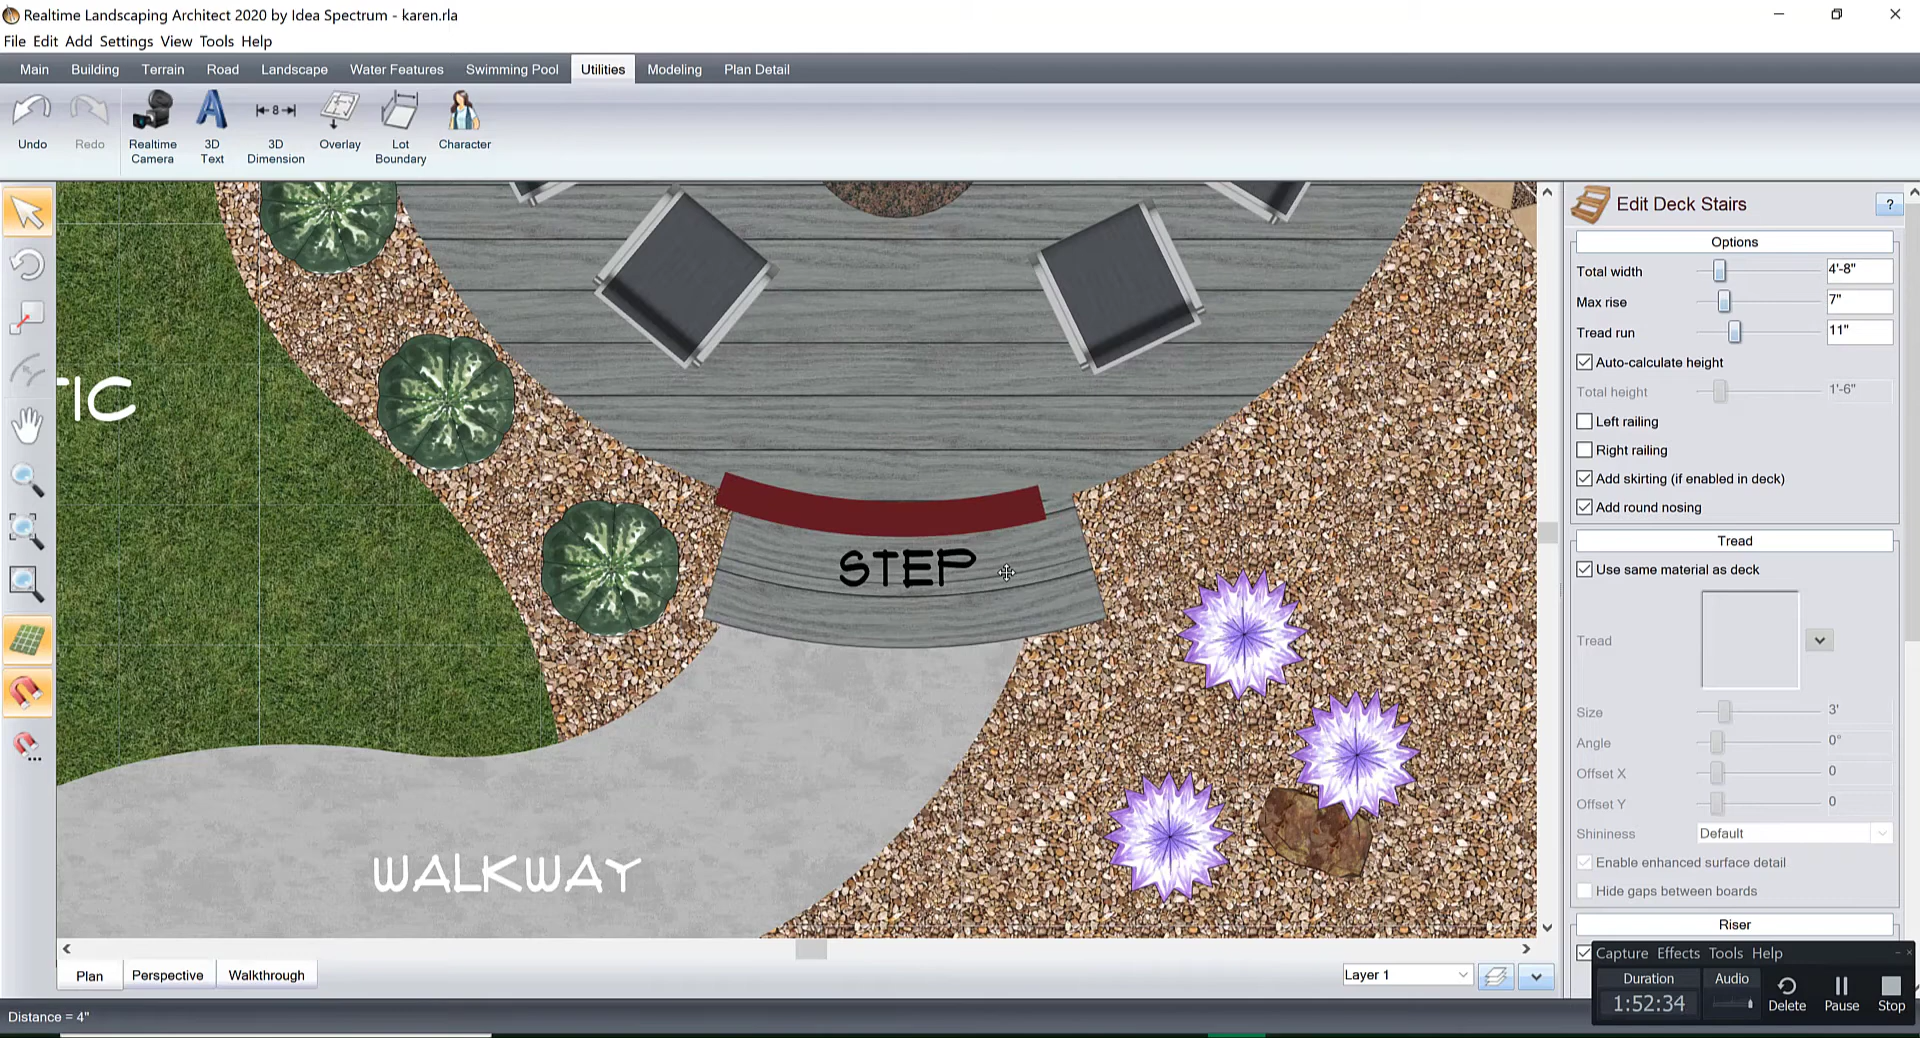 Realtime Landscaping Architect 2020 by Idea Spectrum - karen.rla
File Edit Add Settings View Tools Help
Main Building Terrain Road Landscape Water Features Swimming Pool Utilities Modeling Plan Detail
Undo Redo Realtime Camera 3D Text 8 3D Dimension Overlay Lot Boundary Character
TIC
STEP
WALKWAY
Plan Perspective Walkthrough
Layer 1
Distance = 4"
Edit Deck Stairs ?
Options
Total width 4'-8"
Max rise 7"
Tread run 11"
Auto-calculate height
Total height 1'-6"
Left railing
Right railing
Add skirting (if enabled in deck)
Add round nosing
Tread
Use same material as deck
Tread
Size 3'
Angle 0°
Offset X 0
Offset Y 0
Shininess Default
Enable enhanced surface detail
Hide gaps between boards
Riser
Capture Effects Tools Help
Duration Audio
1:52:34 Delete Pause Stop